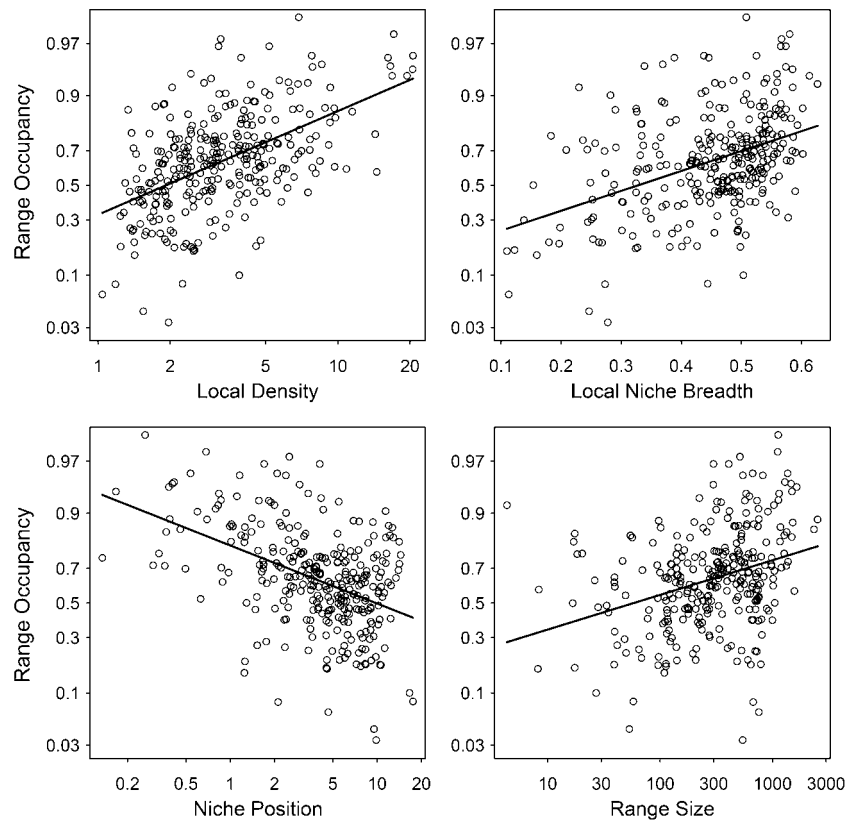 Range Occupancy
0.97
0.9
0.7
0.5
0.3
0.1
0.03
1 2 5 10 20
Local Density
0.97
0.9
0.7
0.5
0.3
0.1
0.03
0.1 0.2 0.3 0.4 0.5 0.6
Local Niche Breadth
Range Occupancy
0.97
0.9
0.7
0.5
0.3
0.1
0.03
0.2 0.5 1 2 5 10 20
Niche Position
0.97
0.9
0.7
0.5
0.3
0.1
0.03
10 30 100 300 1000 3000
Range Size